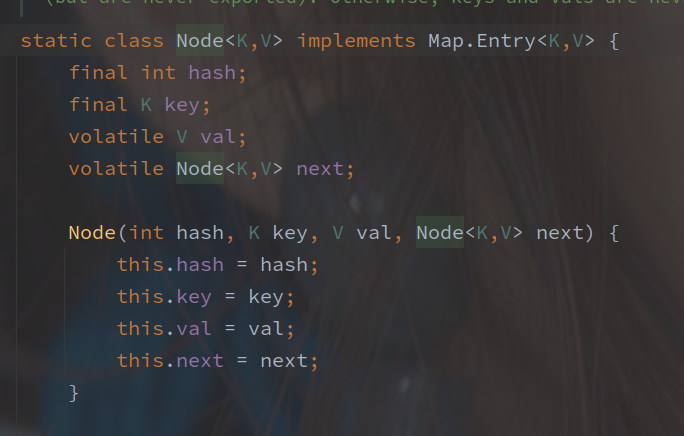 (but are never exported). Otherwise, keys and vals are nev
static class Node<K,V> implements Map.Entry<K,V> {
final int hash;
final K key;
volatile V val;
volatile Node<K,V> next;
Node(int hash, K key, V val, Node<K,V> next) {
this.hash = hash;
this.key = key;
this.val = val;
this.next = next;
}